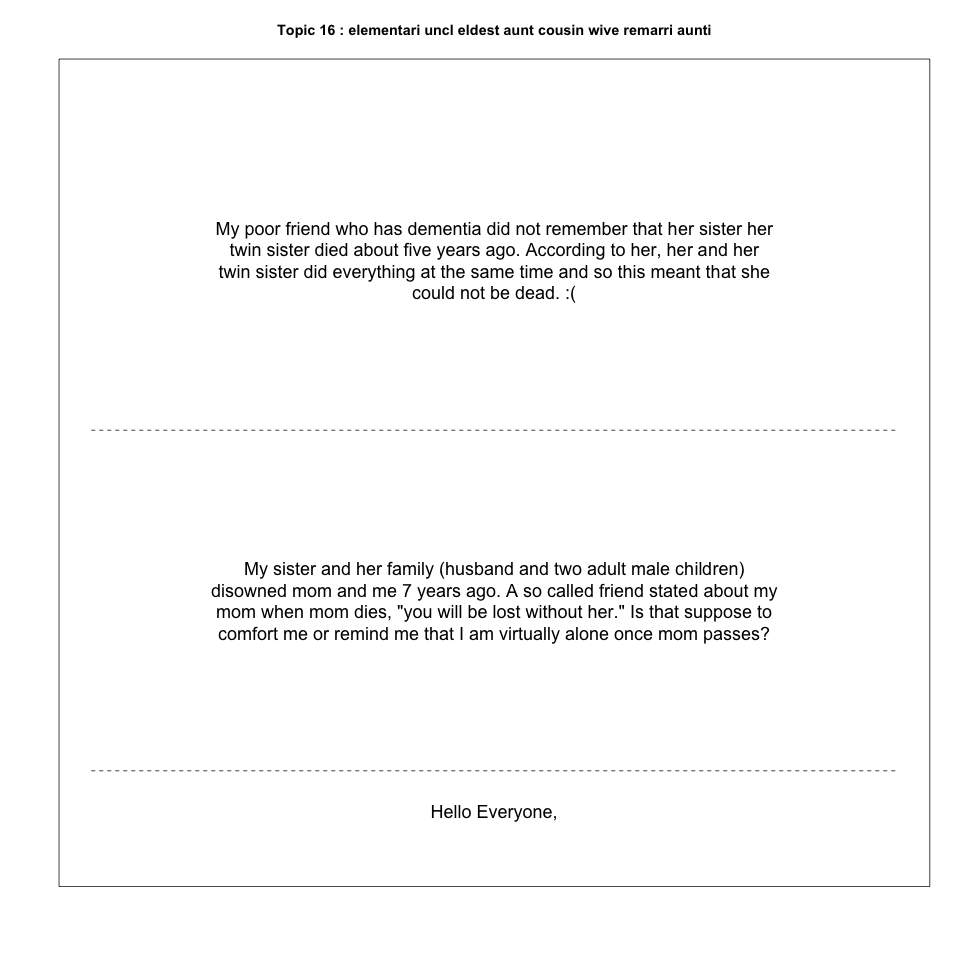 Topic 16 : elementari uncl eldest aunt cousin wive remarri aunti
My poor friend who has dementia did not remember that her sister her
twin sister died about five years ago. According to her, her and her
twin sister did everything at the same time and so this meant that she
could not be dead. :(
My sister and her family (husband and two adult male children)
disowned mom and me 7 years ago. A so called friend stated about my
mom when mom dies, "you will be lost without her." Is that suppose to
comfort me or remind me that I am virtually alone once mom passes?
Hello Everyone,